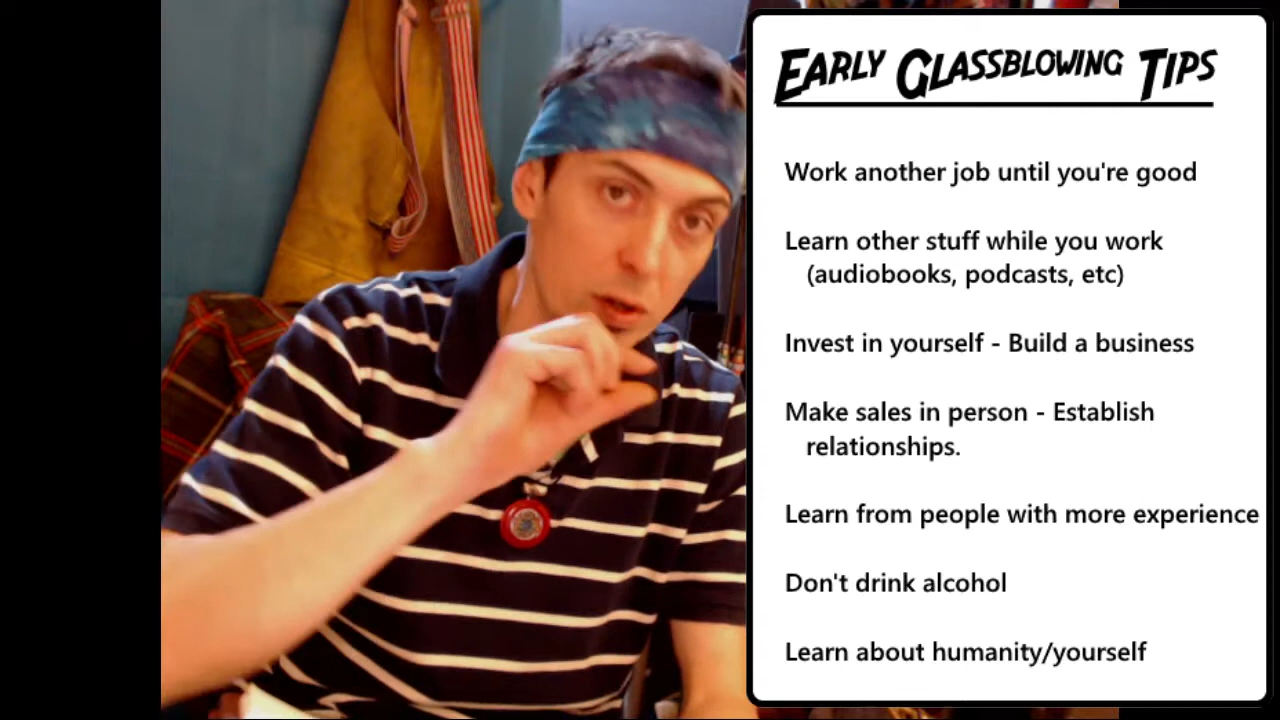 Early Glassblowing Tips
Work another job until you're good
Learn other stuff while you work
(audiobooks, podcasts, etc)
Invest in yourself - Build a business
Make sales in person - Establish
relationships.
Learn from people with more experience
Don't drink alcohol
Learn about humanity/yourself